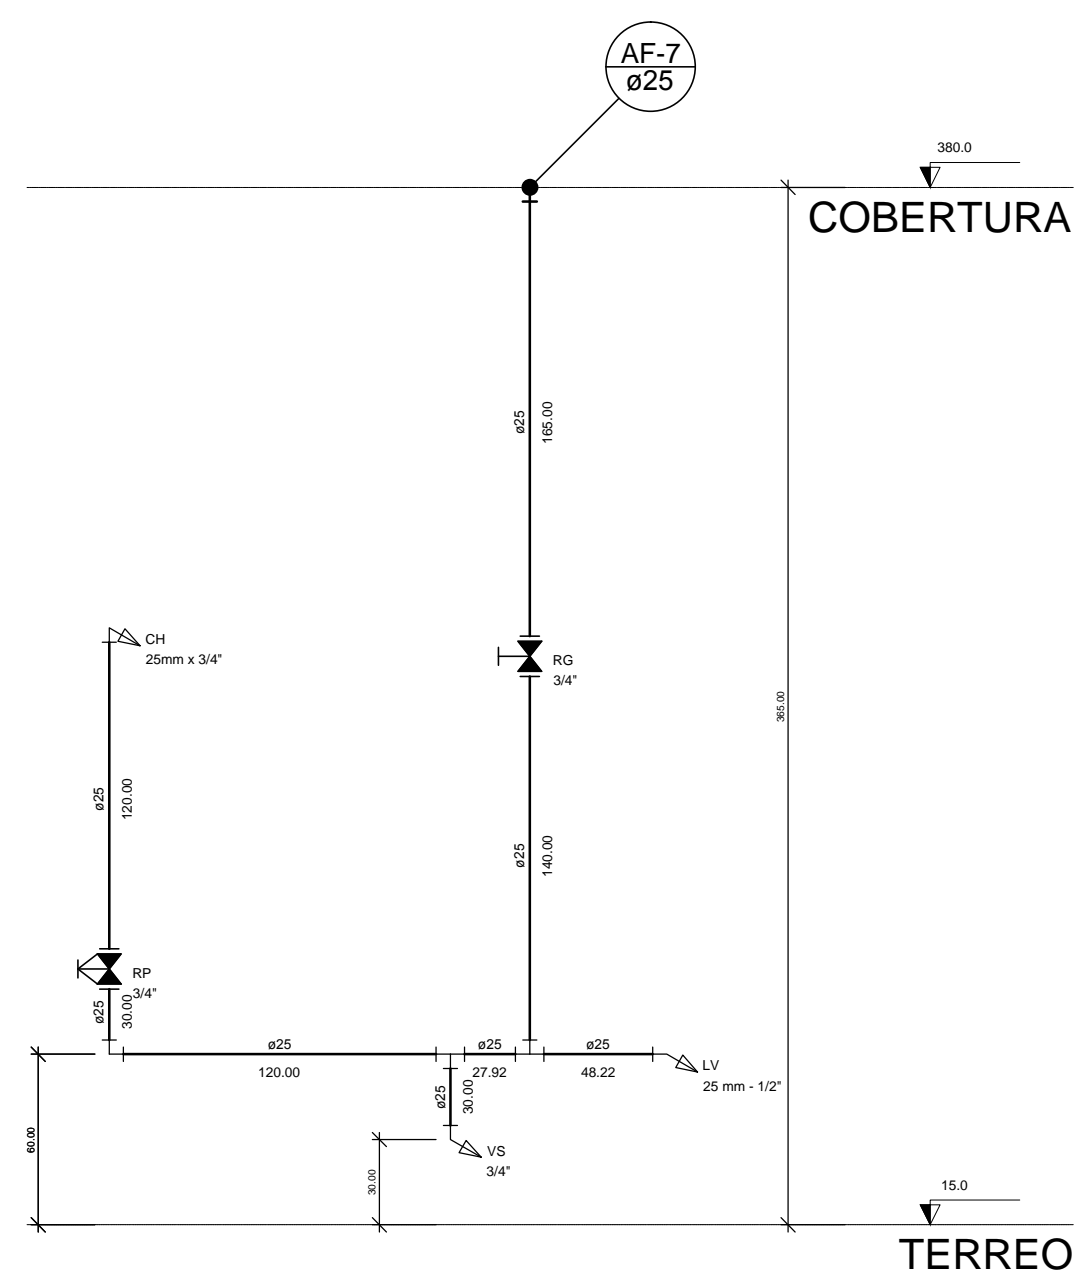 AF-7
ø25
380.0
COBERTURA
ø25
165.00
CH
25mm x 3/4"
RG
3/4"
365.00
ø25
120.00
ø25
140.00
RP
3/4"
ø25
30.00
ø25
ø25
ø25
120.00
27.92
48.22
LV
25 mm - 1/2"
ø25
30.00
60.00
VS
3/4"
30.00
15.0
TERREO